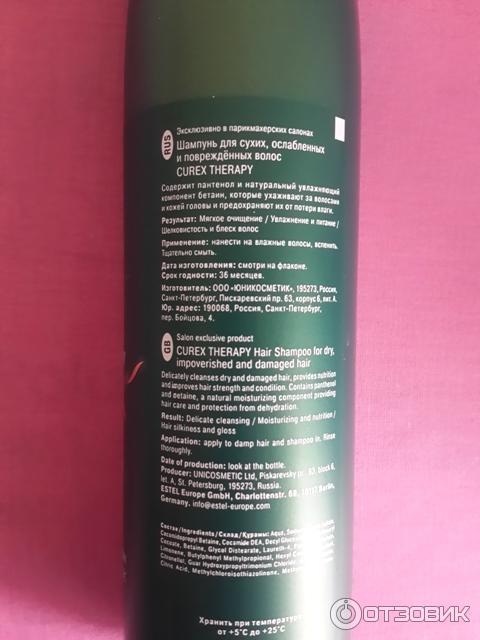 RUS
Эксклюзивно в парикмахерских салонах
Шампунь для сухих, ослабленных
и повреждённых волос
CUREX THERAPY
Содержит пантенол и натуральный увлажняющий
компонент бетаин, которые ухаживают за волосами
и кожей головы и предохраняют их от потери влаги.
Результат: Мягкое очищение / Увлажнение и питание /
Шелковистость и блеск волос
Применение: нанести на влажные волосы, вспенить.
Тщательно смыть.
Дата изготовления: смотри на флаконе.
Срок годности: 36 месяцев.
Изготовитель: ООО «ЮНИКОСМЕТИК», 195273, Россия,
Санкт-Петербург, Пискаревский пр. 63, корпус 6, лит. А.
Юр. адрес: 190068, Россия, Санкт-Петербург,
пер. Бойцова, 4.
GB
Salon exclusive product
CUREX THERAPY Hair Shampoo for dry,
impoverished and damaged hair
Delicately cleanses dry and damaged hair, provides nutrition
and improves hair strength and condition. Contains panthenol
and betaine, a natural moisturizing component providing
hair care and protection from dehydration.
Result: Delicate cleansing / Moisturizing and nutrition /
Hair silkiness and gloss
Application: apply to damp hair and shampoo in. Rinse
thoroughly.
Date of production: look at the bottle.
Producer: UNICOSMETIC Ltd, Piskarevsky pr. 63, block 6,
let. A, St. Petersburg, 195273, Russia.
ESTEL Europe GmbH, Charlottenstr. 68, 10117 Berlin,
Germany. info@estel-europe.com
Состав/Ingredients/Склад/Құрамы: Aqua,
Cocamidopropyl Betaine, Cocamide DEA, Decyl
Cocoate, Betaine, Glycol Distearate, Laureth-4,
Limonene, Butylphenyl Methylpropional, Hexyl
Citronellol, Guar Hydroxypropyltrimonium Chloride,
Citric Acid, Methylchloroisothiazolinone,
Хранить при температуре
от +5°C до +25°C
ОТЗОВИК